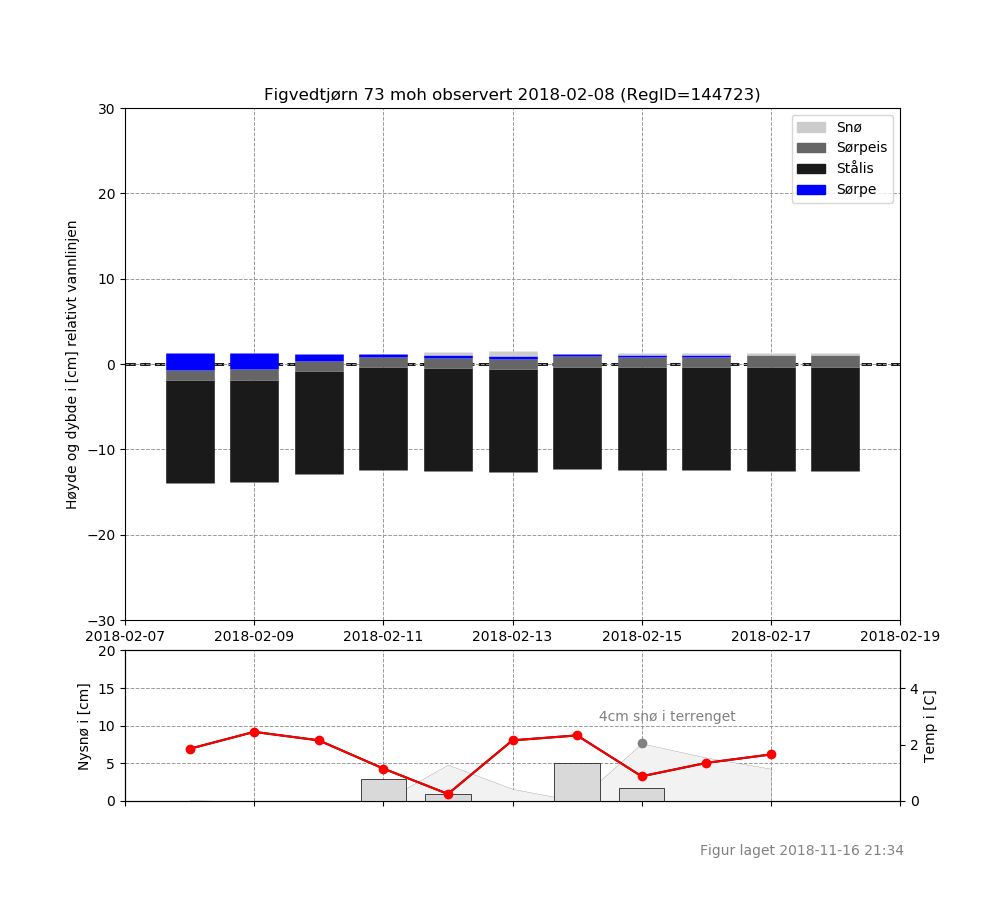 Figvedtjørn 73 moh observert 2018-02-08 (RegID=144723)
30
20
10
0
−10
−20
−30
Høyde og dybde i [cm] relativt vannlinjen
Snø
Sørpeis
Stålis
Sørpe
2018-02-07 2018-02-09 2018-02-11 2018-02-13 2018-02-15 2018-02-17 2018-02-19
20
15
10
5
0
Nysnø i [cm]
4cm snø i terrenget
4
2
0
Temp i [C]
Figur laget 2018-11-16 21:34